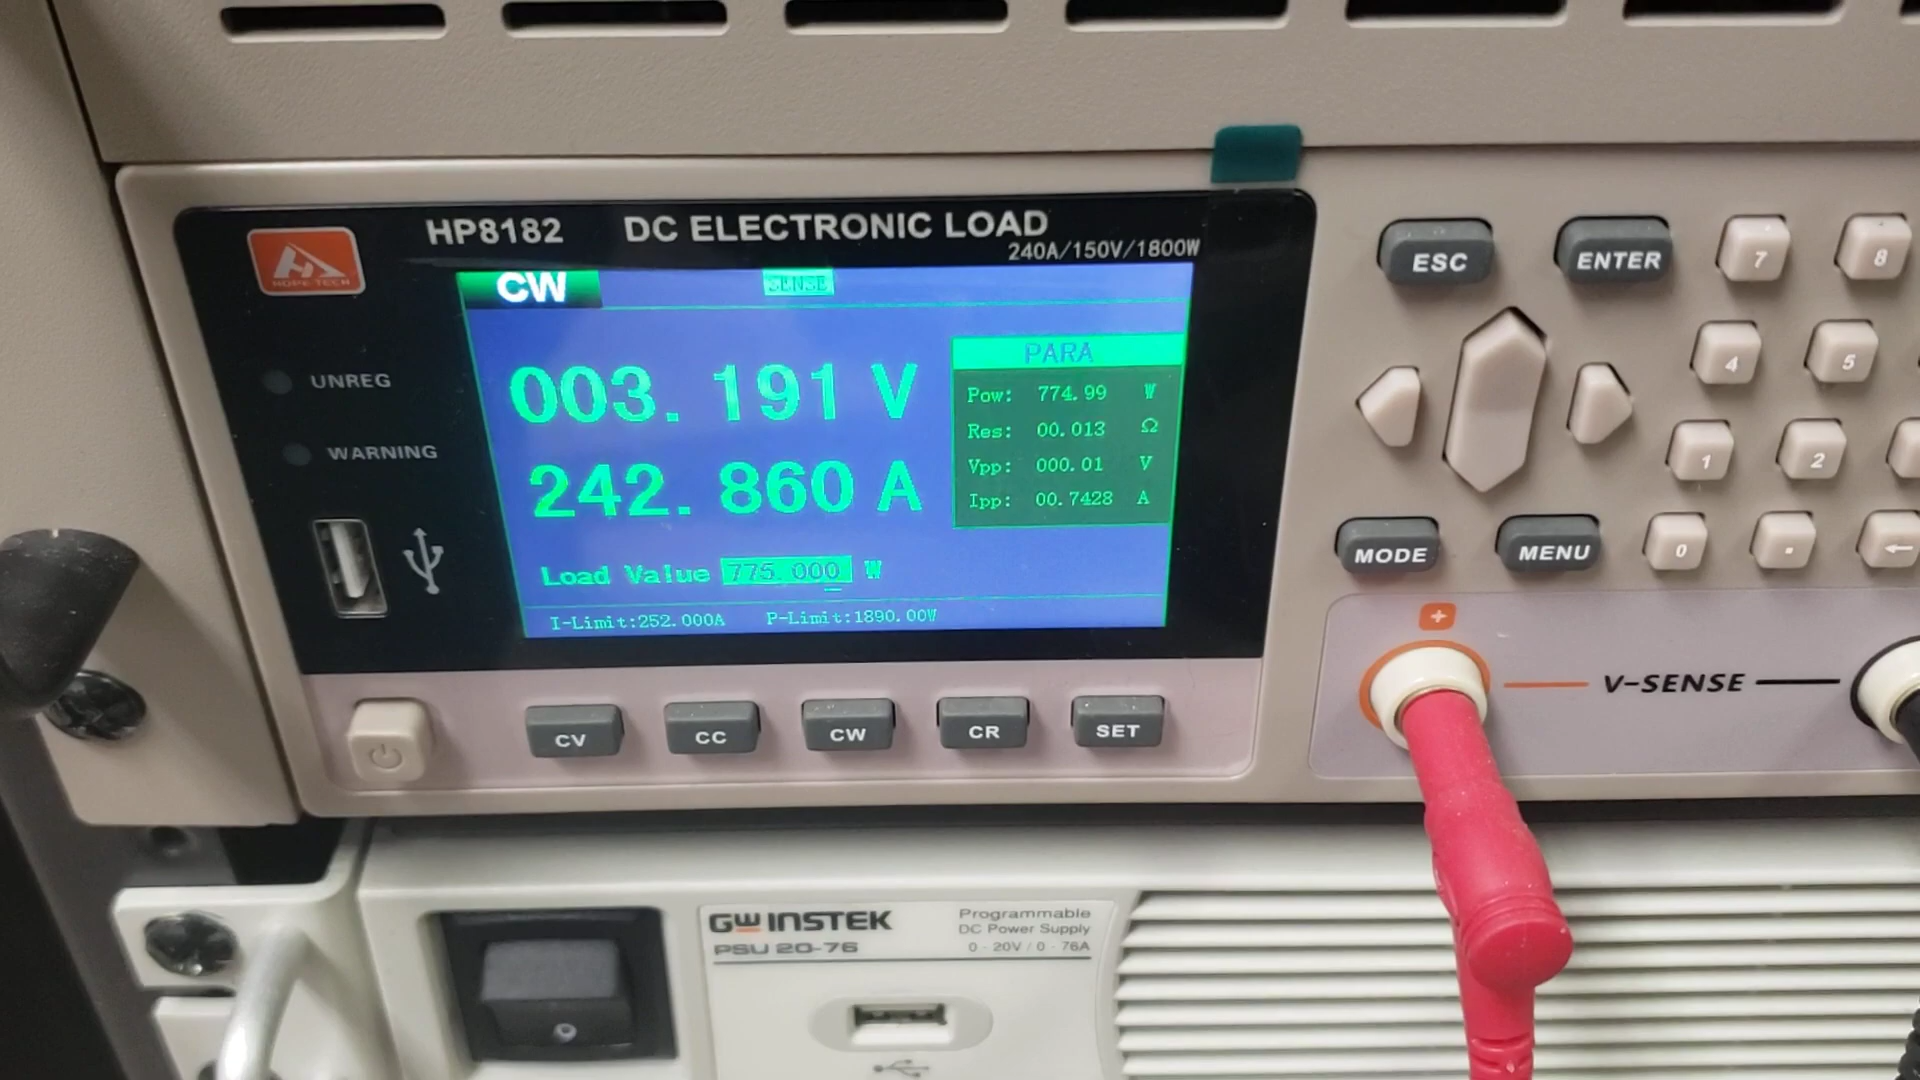 HP8182 DC ELECTRONIC LOAD
240A/150V/1800W
HOPE TECH
CW SENSE
003.191 V
242.860 A
PARA
Pow: 774.99 W
Res: 00.013 Ω
Vpp: 000.01 V
Ipp: 00.7428 A
Load Value 775.000 W
I-Limit:252.000A P-Limit:1890.00W
UNREG
WARNING
CV CC CW CR SET
ESC ENTER 7 8
4 5
1 2
MODE MENU 0 . ←
+
V-SENSE
GW INSTEK
PSU 20-76
Programmable
DC Power Supply
0 - 20V / 0 - 76A